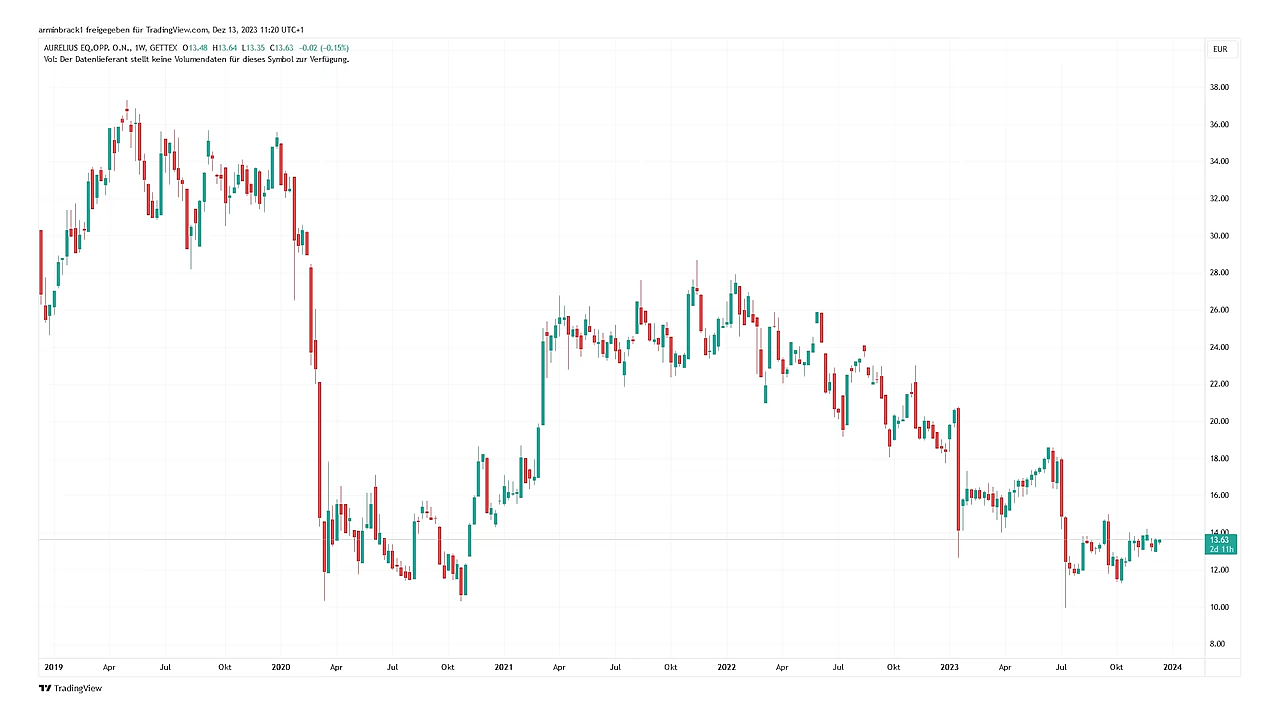 arminbrack1 freigegeben für TradingView.com, Dez 13, 2023 11:20 UTC+1
AURELIUS EQ.OPP. O.N., 1W, GETTEX O13.48 H13.64 L13.35 C13.63 −0.02 (−0.15%)
Vol: Der Datenlieferant stellt keine Volumendaten für dieses Symbol zur Verfügung.
EUR
38.00
36.00
34.00
32.00
30.00
28.00
26.00
24.00
22.00
20.00
18.00
16.00
14.00
13.63
2d 11h
12.00
10.00
8.00
2019 Apr Jul Okt 2020 Apr Jul Okt 2021 Apr Jul Okt 2022 Apr Jul Okt 2023 Apr Jul Okt 2024
TradingView